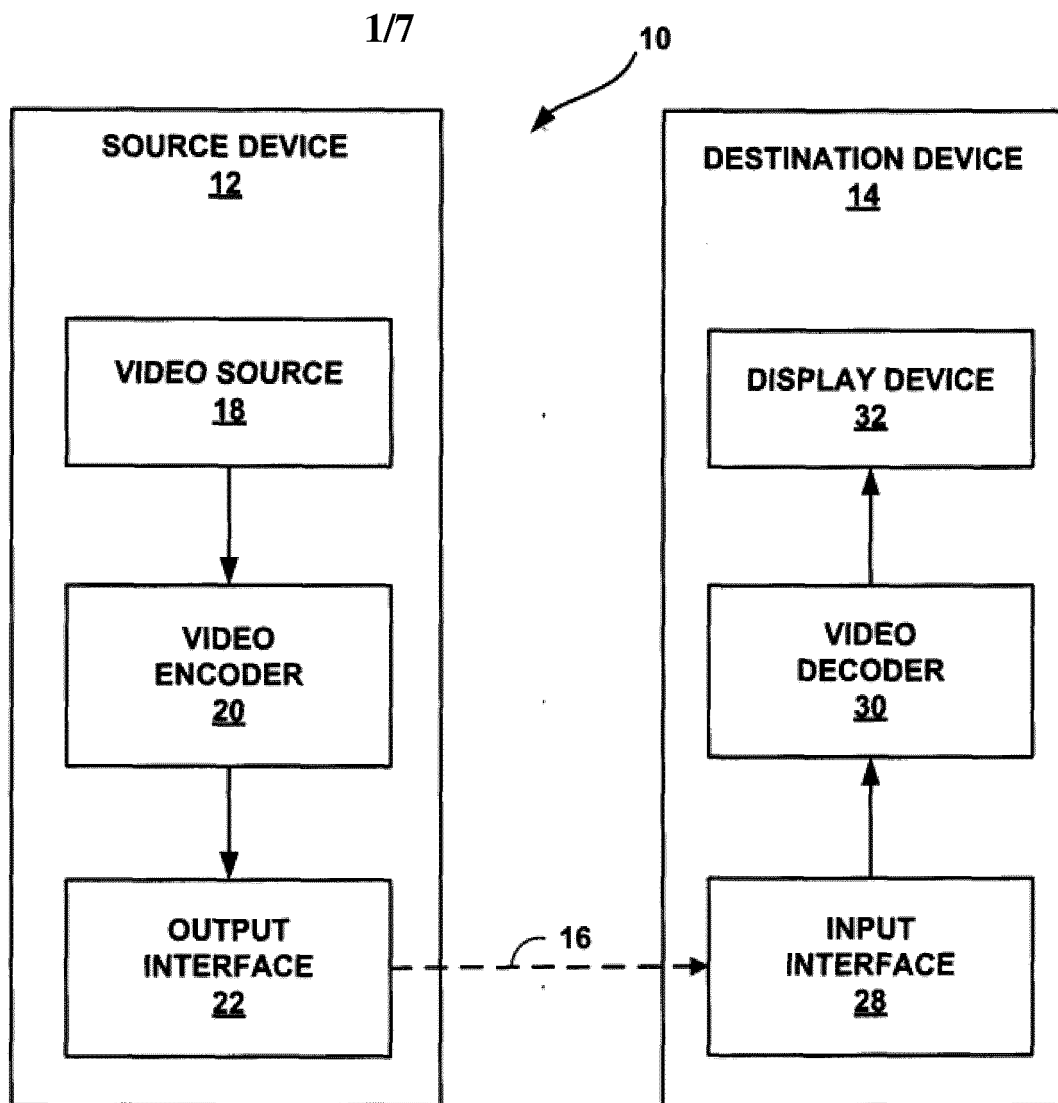 1/7
10
SOURCE DEVICE
12
VIDEO SOURCE
18
VIDEO
ENCODER
20
OUTPUT
INTERFACE
22
16
DESTINATION DEVICE
14
DISPLAY DEVICE
32
VIDEO
DECODER
30
INPUT
INTERFACE
28